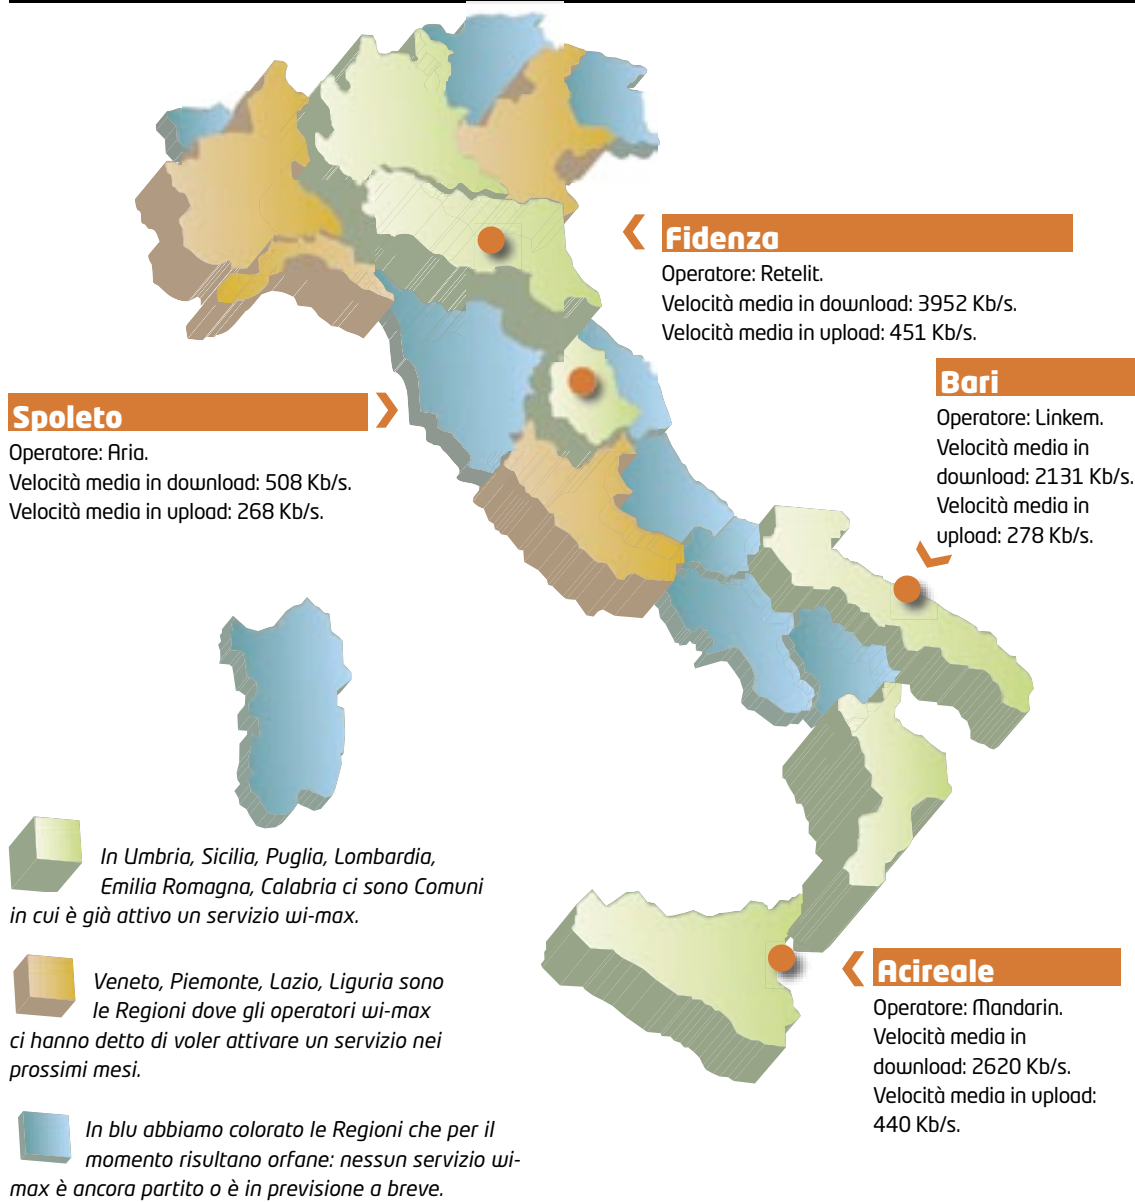 Fidenza
Operatore: Retelit.
Velocità media in download: 3952 Kb/s.
Velocità media in upload: 451 Kb/s.
Bari
Operatore: Linkem.
Velocità media in
download: 2131 Kb/s.
Velocità media in
upload: 278 Kb/s.
Spoleto
Operatore: Aria.
Velocità media in download: 508 Kb/s.
Velocità media in upload: 268 Kb/s.
In Umbria, Sicilia, Puglia, Lombardia,
Emilia Romagna, Calabria ci sono Comuni
in cui è già attivo un servizio wi-max.
Veneto, Piemonte, Lazio, Liguria sono
le Regioni dove gli operatori wi-max
ci hanno detto di voler attivare un servizio nei
prossimi mesi.
In blu abbiamo colorato le Regioni che per il
momento risultano orfane: nessun servizio wi-
max è ancora partito o è in previsione a breve.
Acireale
Operatore: Mandarin.
Velocità media in
download: 2620 Kb/s.
Velocità media in upload:
440 Kb/s.